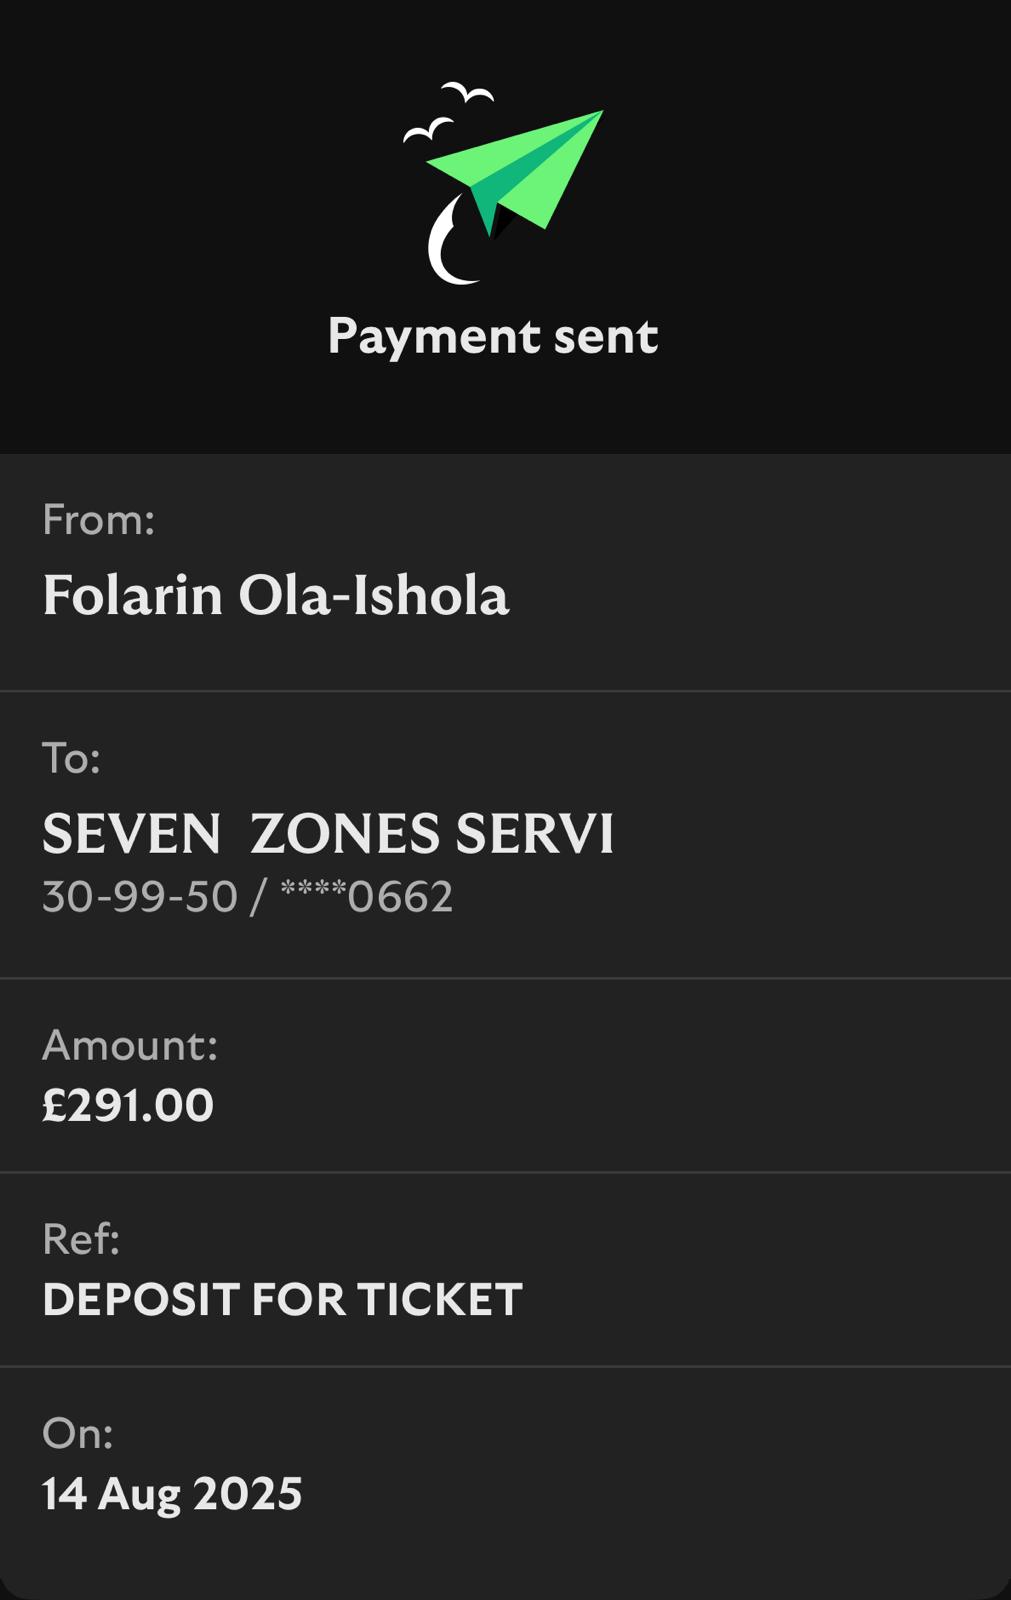 Payment sent
From:
Folarin Ola-Ishola
To:
SEVEN  ZONES SERVI
30-99-50 / ****0662
Amount:
£291.00
Ref:
DEPOSIT FOR TICKET
On:
14 Aug 2025